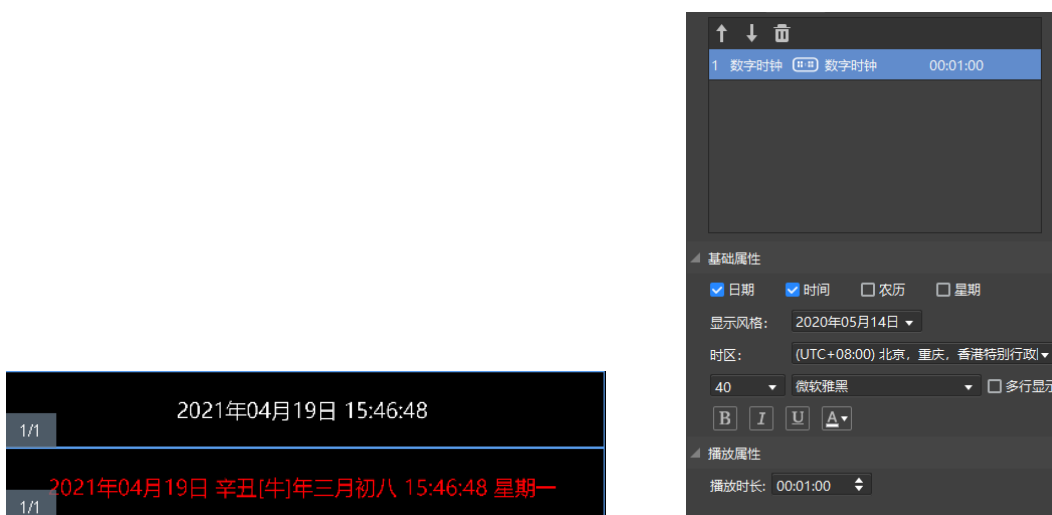 2021年04月19日 15:46:48
1/1
2021年04月19日 辛丑[牛]年三月初八 15:46:48 星期一
1/1
1 数字时钟 数字时钟 00:01:00
基础属性
日期 时间 农历 星期
显示风格: 2020年05月14日
时区: (UTC+08:00) 北京，重庆，香港特别行政
40 微软雅黑 多行显示
B I U A
播放属性
播放时长: 00:01:00